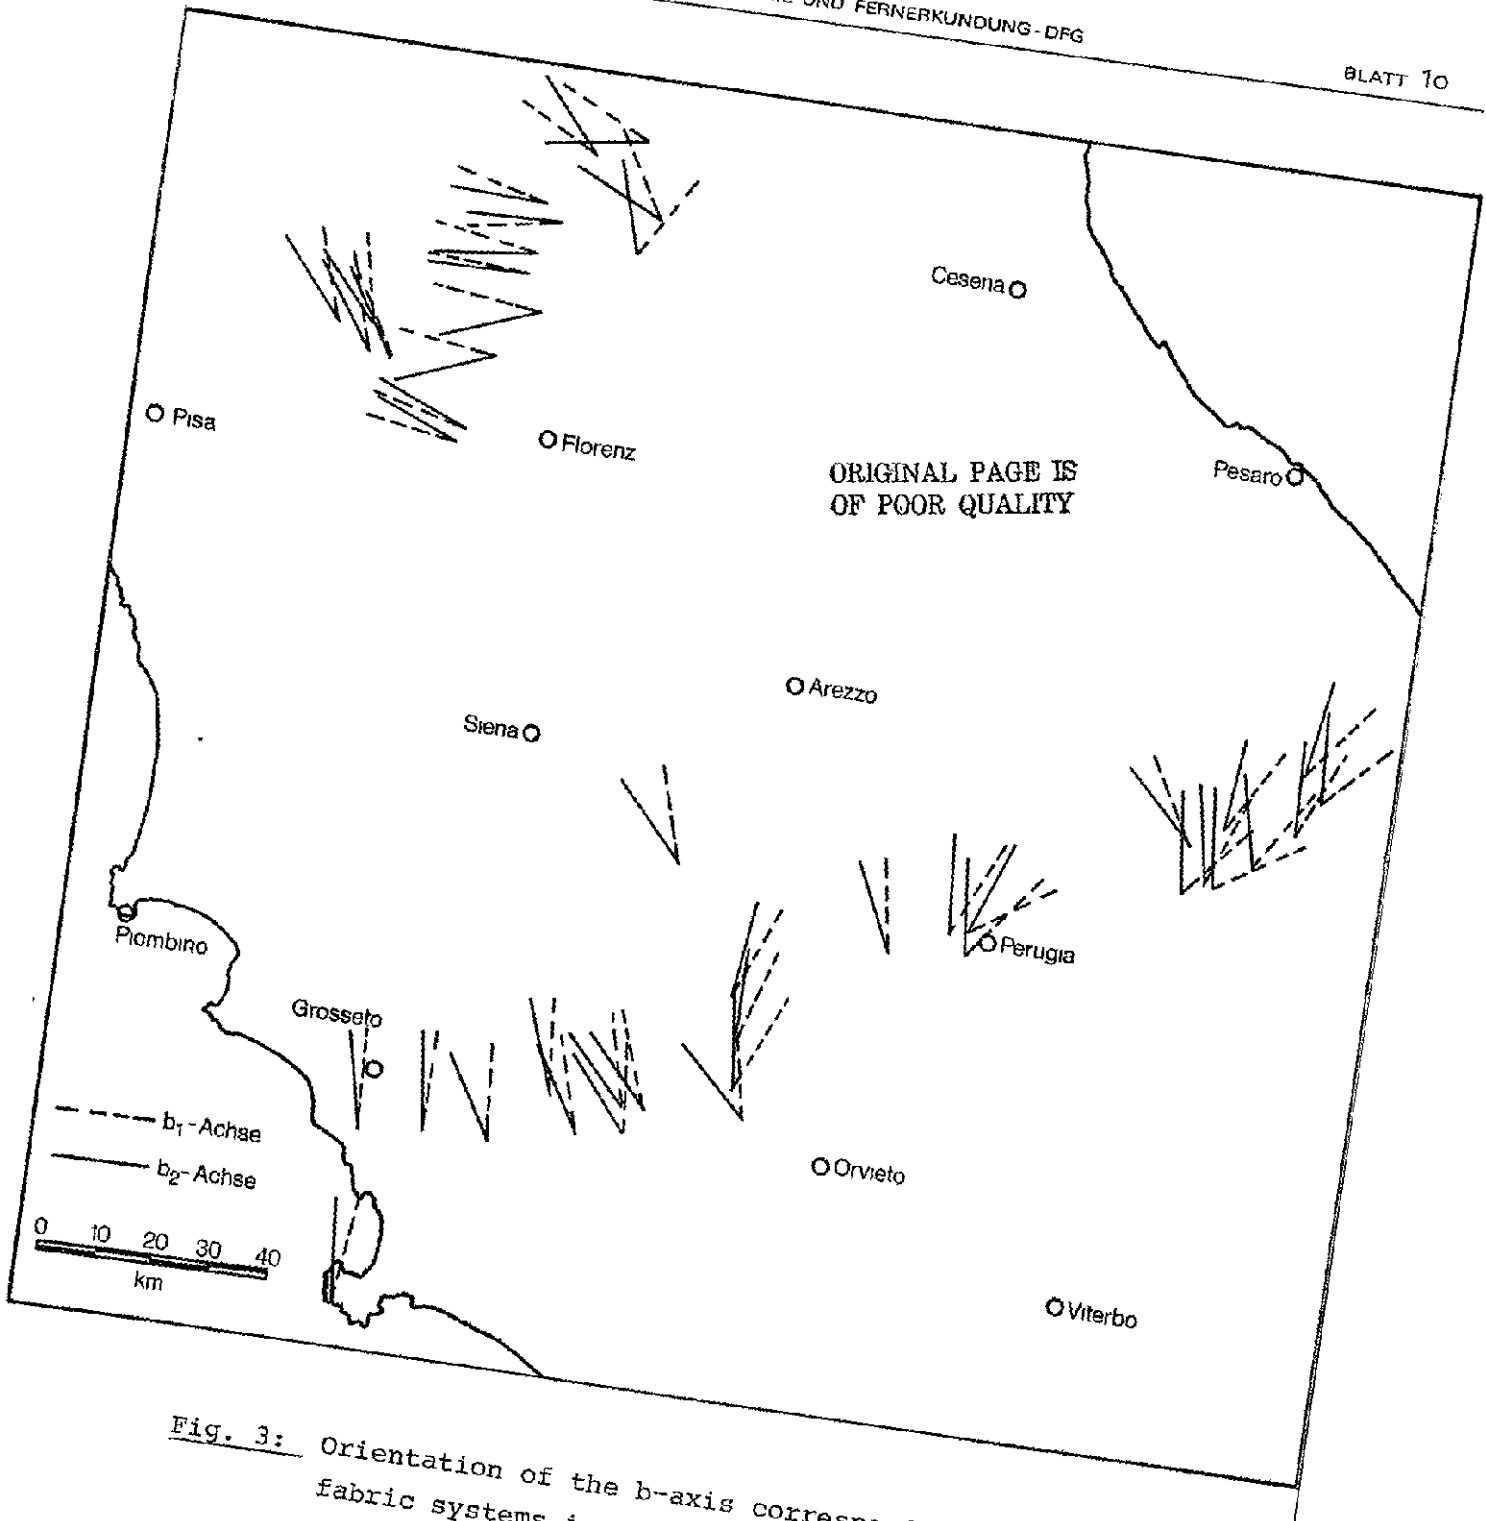 UND FERNERKUNDUNG-DFG
BLATT 10
Cesena
Pisa
Florenz
ORIGINAL PAGE IS
OF POOR QUALITY
Pesaro
Arezzo
Siena
Perugia
Piombino
Grosseto
b₁-Achse
b₂-Achse
Orvieto
0 10 20 30 40
km
Viterbo
Fig. 3: Orientation of the b-axis
fabric systems